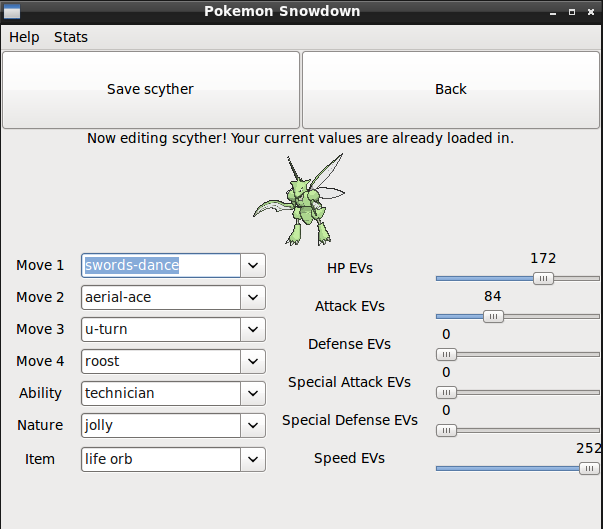 Pokemon Snowdown
Help Stats
Save scyther Back
Now editing scyther! Your current values are already loaded in.
Move 1 swords-dance
Move 2 aerial-ace
Move 3 u-turn
Move 4 roost
Ability technician
Nature jolly
Item life orb
HP EVs 172
Attack EVs 84
Defense EVs 0
Special Attack EVs 0
Special Defense EVs 0
Speed EVs 252